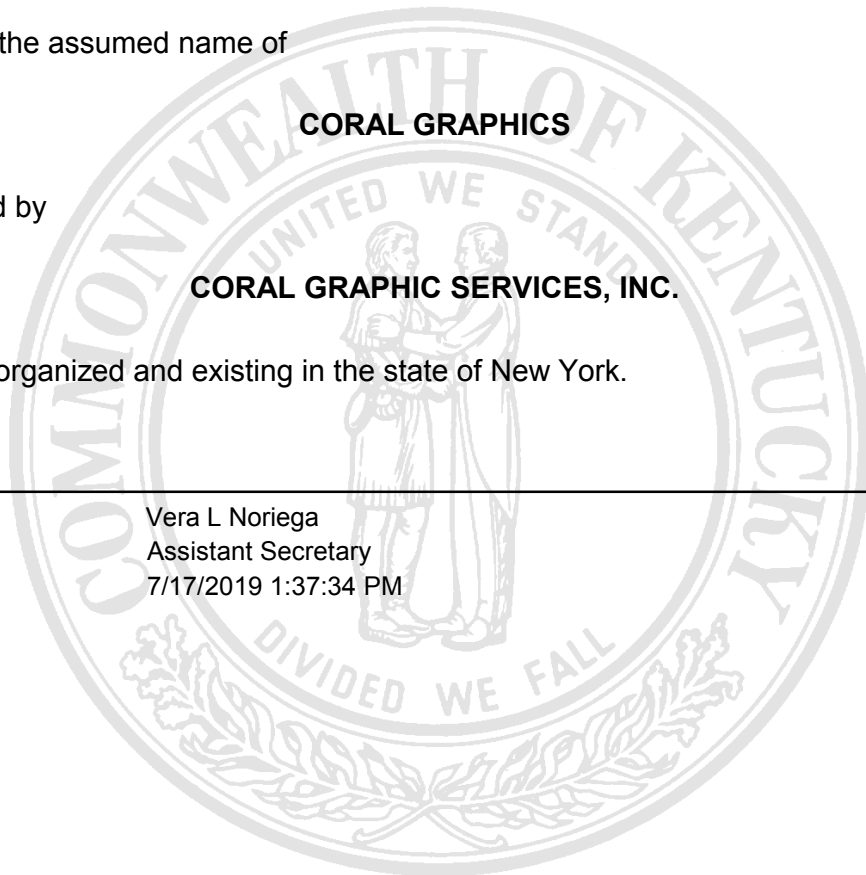 the assumed name of
CORAL GRAPHICS
d by
CORAL GRAPHIC SERVICES, INC.
organized and existing in the state of New York.
Vera L Noriega
Assistant Secretary
7/17/2019 1:37:34 PM
COMMONWEALTH OF KENTUCKY
UNITED WE STAND
DIVIDED WE FALL